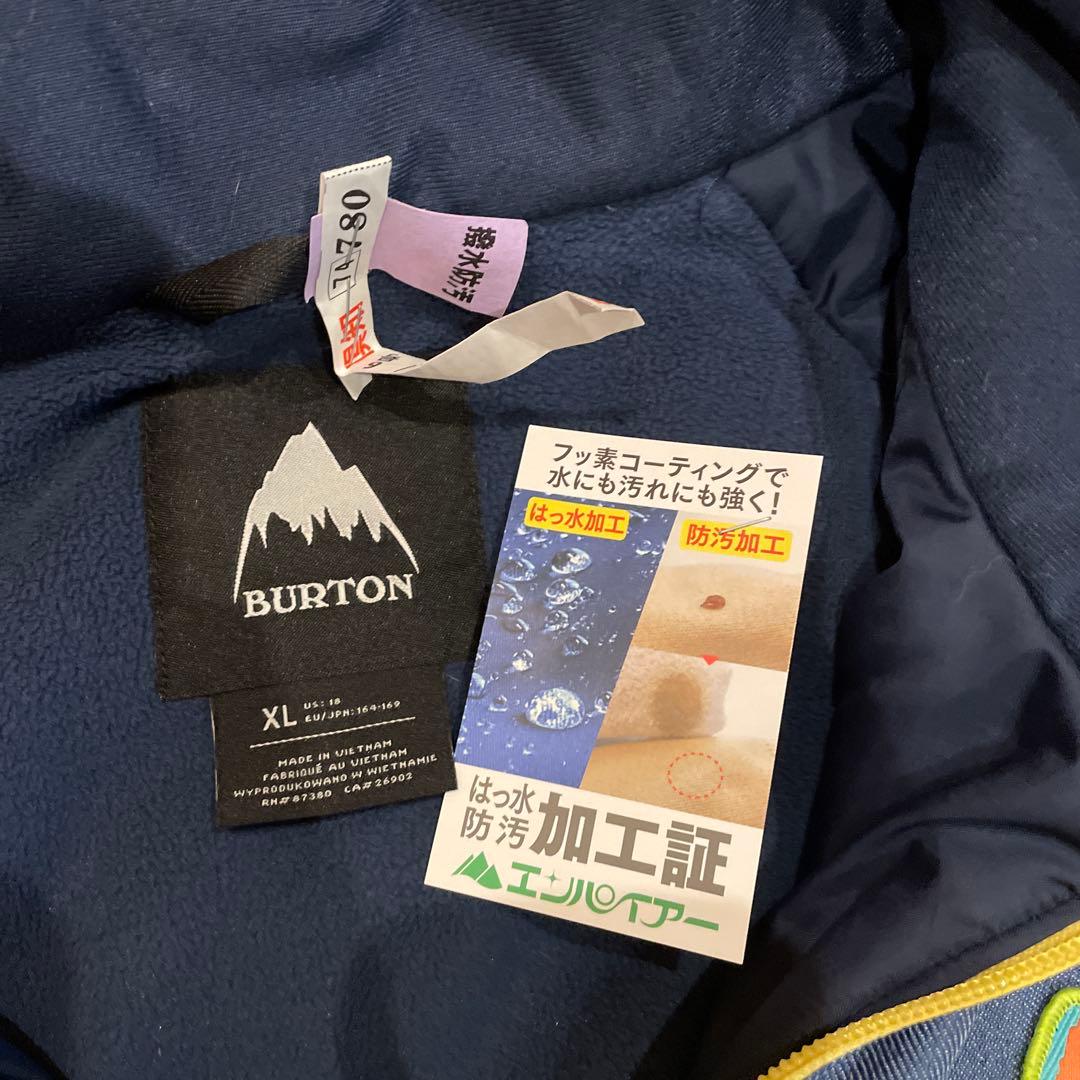 74780
撥水防汚
BURTON
XL US: 18
EU/JPN: 164-169
MADE IN VIETNAM
FABRIQUÉ AU VIETNAM
WYPRODUKOWANO W WIETNAMIE
RN#87380 CA#26902
フッ素コーティングで
水にも汚れにも強く!
はっ水加工
防汚加工
はっ水
防汚
加工証
エンパイアー